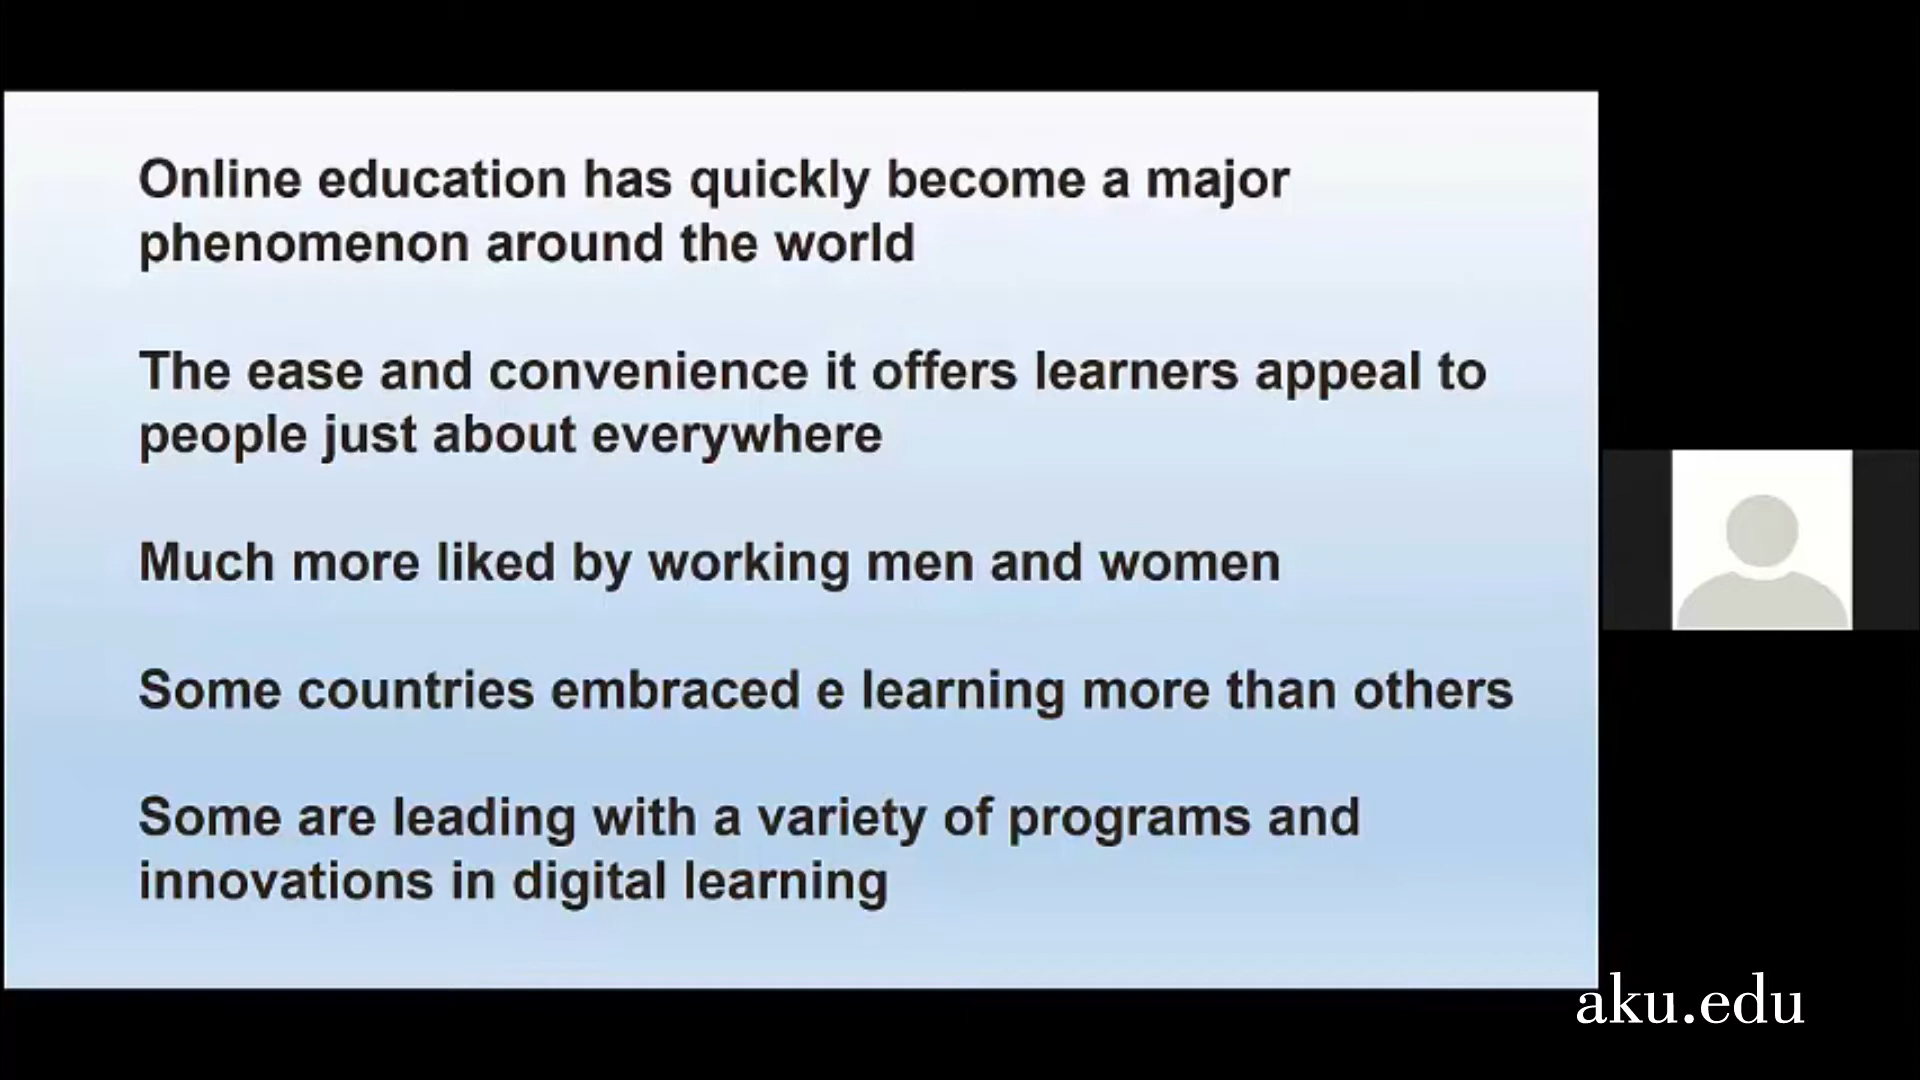 Online education has quickly become a major
phenomenon around the world
The ease and convenience it offers learners appeal to
people just about everywhere
Much more liked by working men and women
Some countries embraced e learning more than others
Some are leading with a variety of programs and
innovations in digital learning
aku.edu